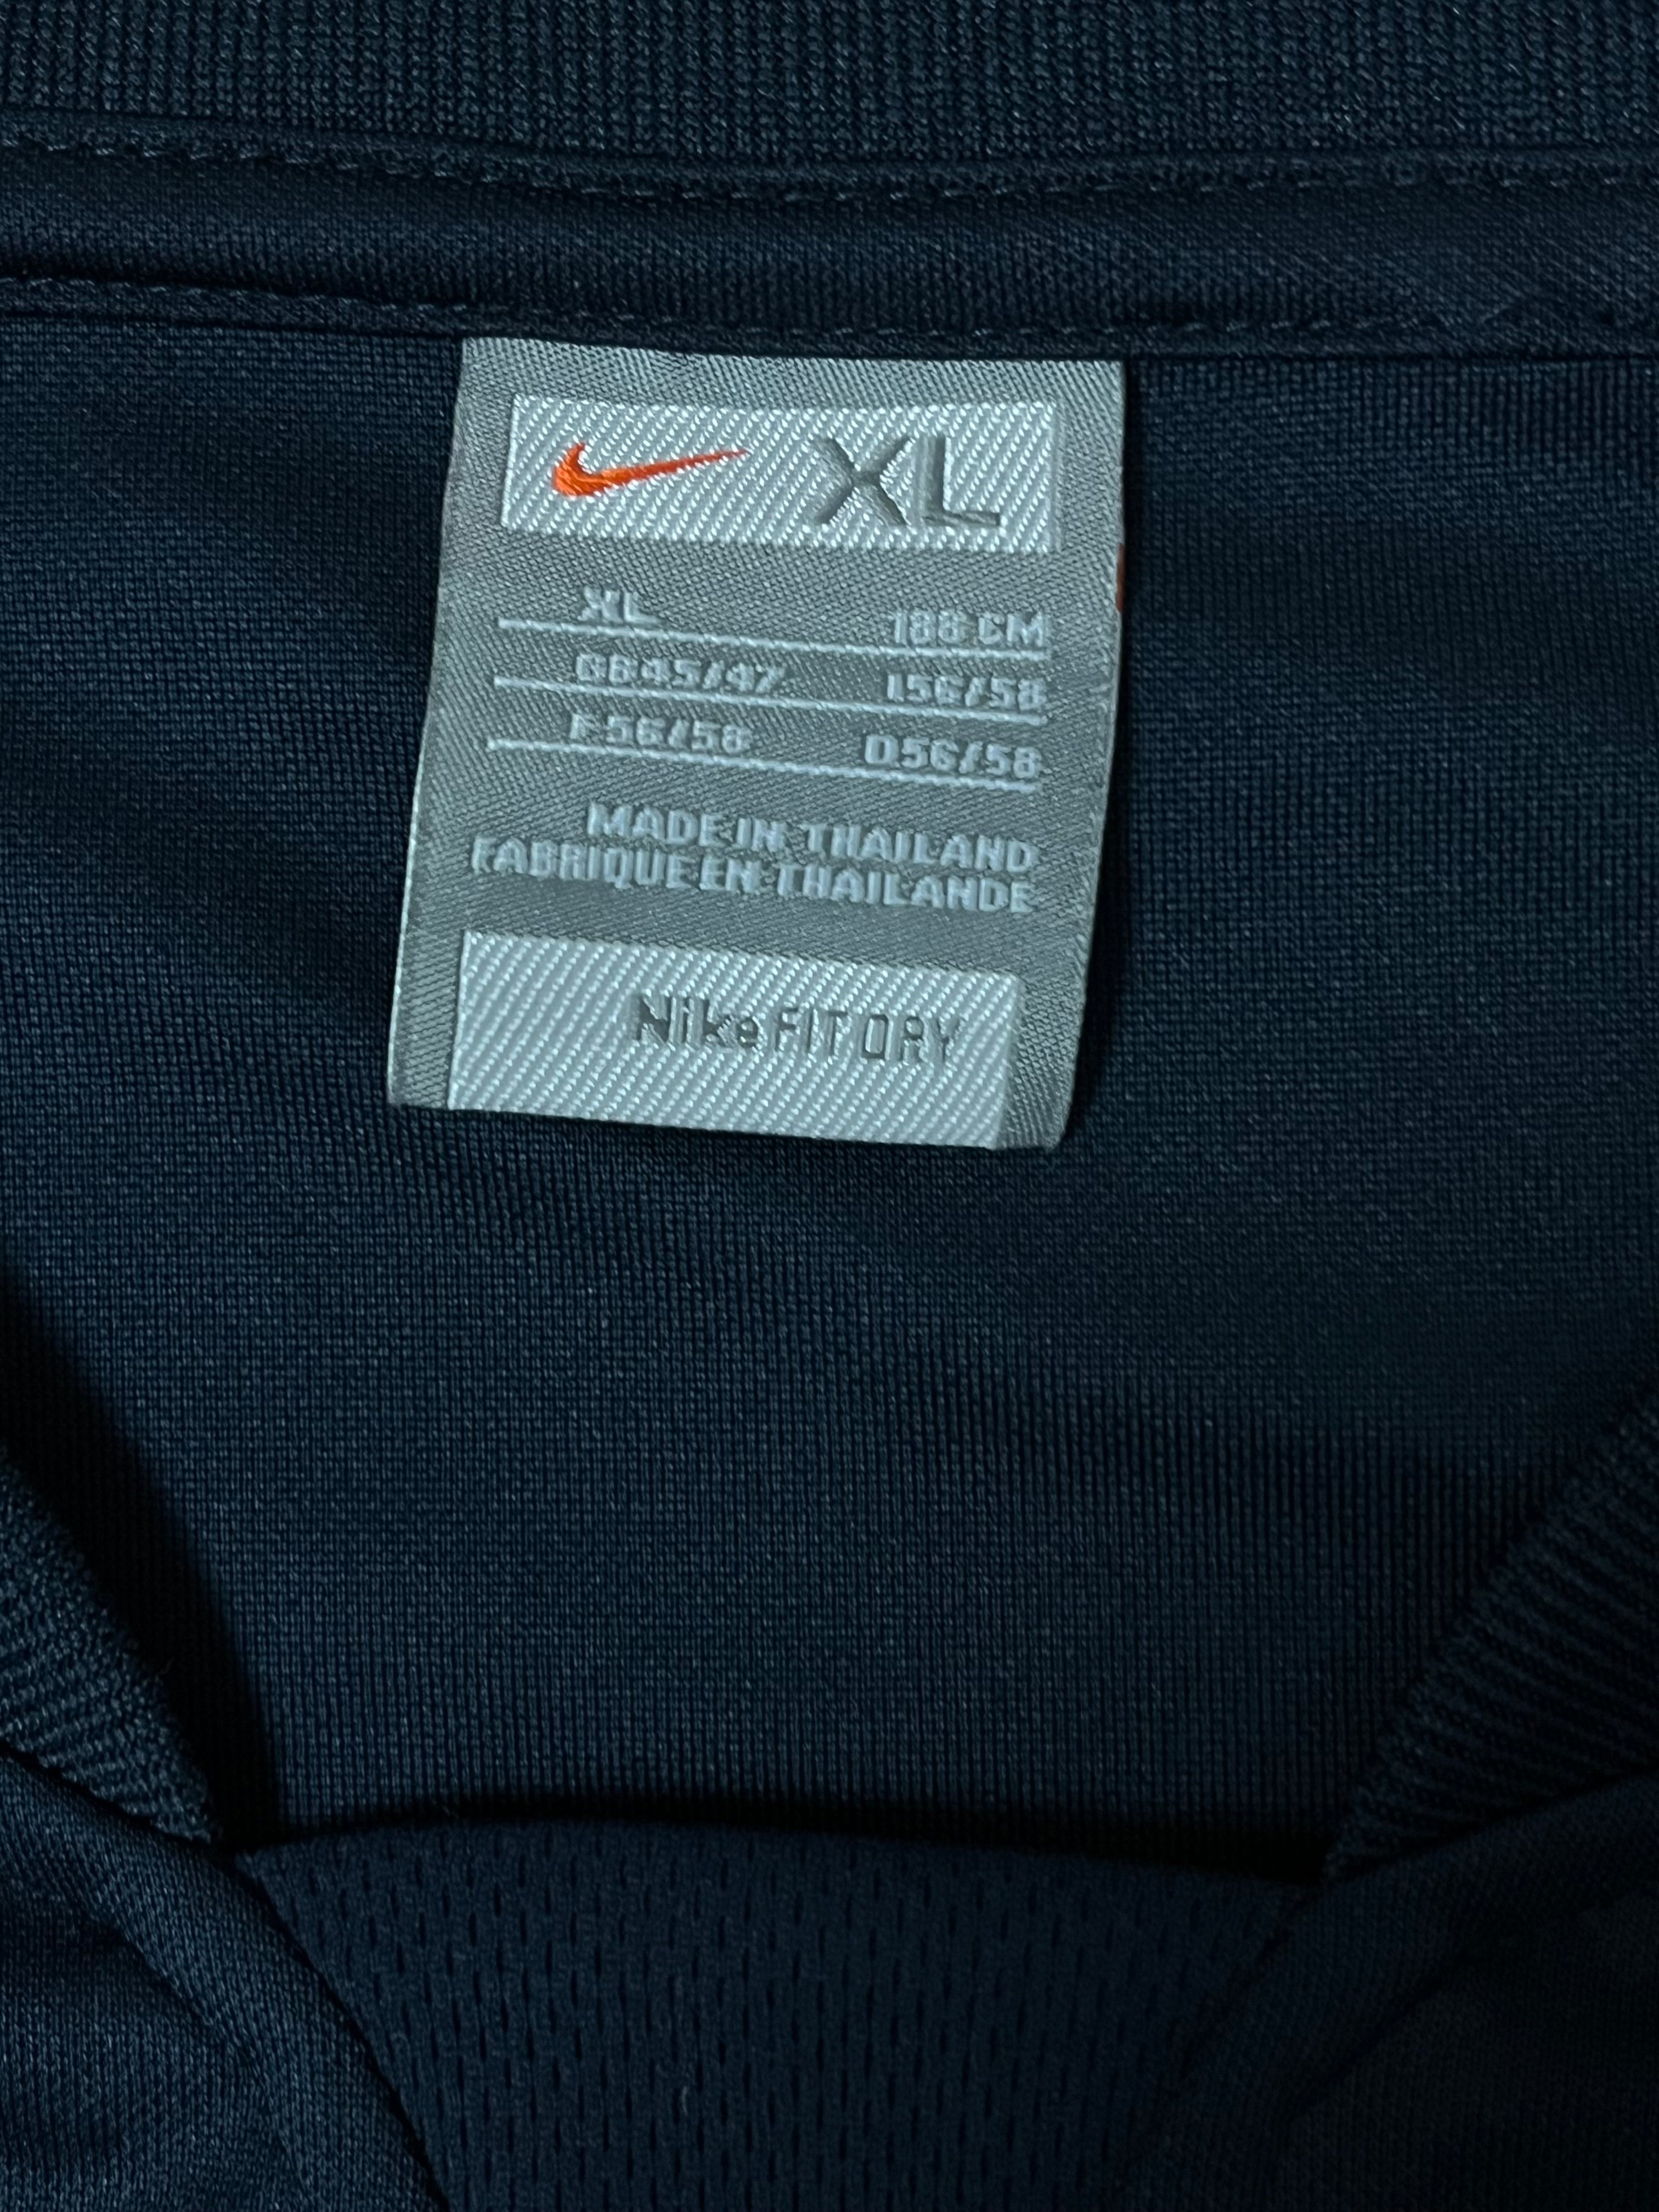 XL
XL 188 CM
GB45/47 I56/58
F56/58 D56/58
MADE IN THAILAND
FABRIQUE EN THAILANDE
Nike FIT DRY